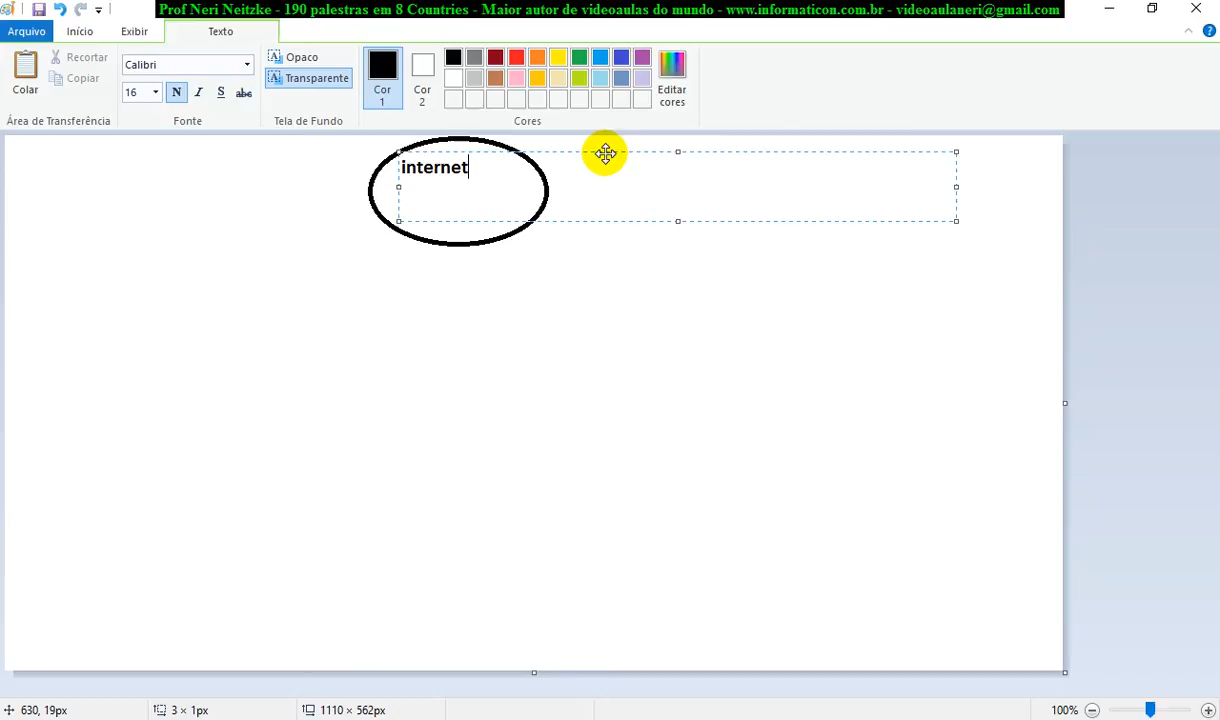 Prof Neri Neitzke - 190 palestras em 8 Countries - Maior autor de videoaulas do mundo - www.informaticon.com.br - videoaulaneri@gmail.com
Arquivo Início Exibir Texto
Colar
Recortar
Copiar
Área de Transferência
Calibri
16 N I S abc
Fonte
Opaco
Transparente
Tela de Fundo
Cor 1
Cor 2
Editar cores
Cores
internet
630, 19px 3 × 1px 1110 × 562px 100%